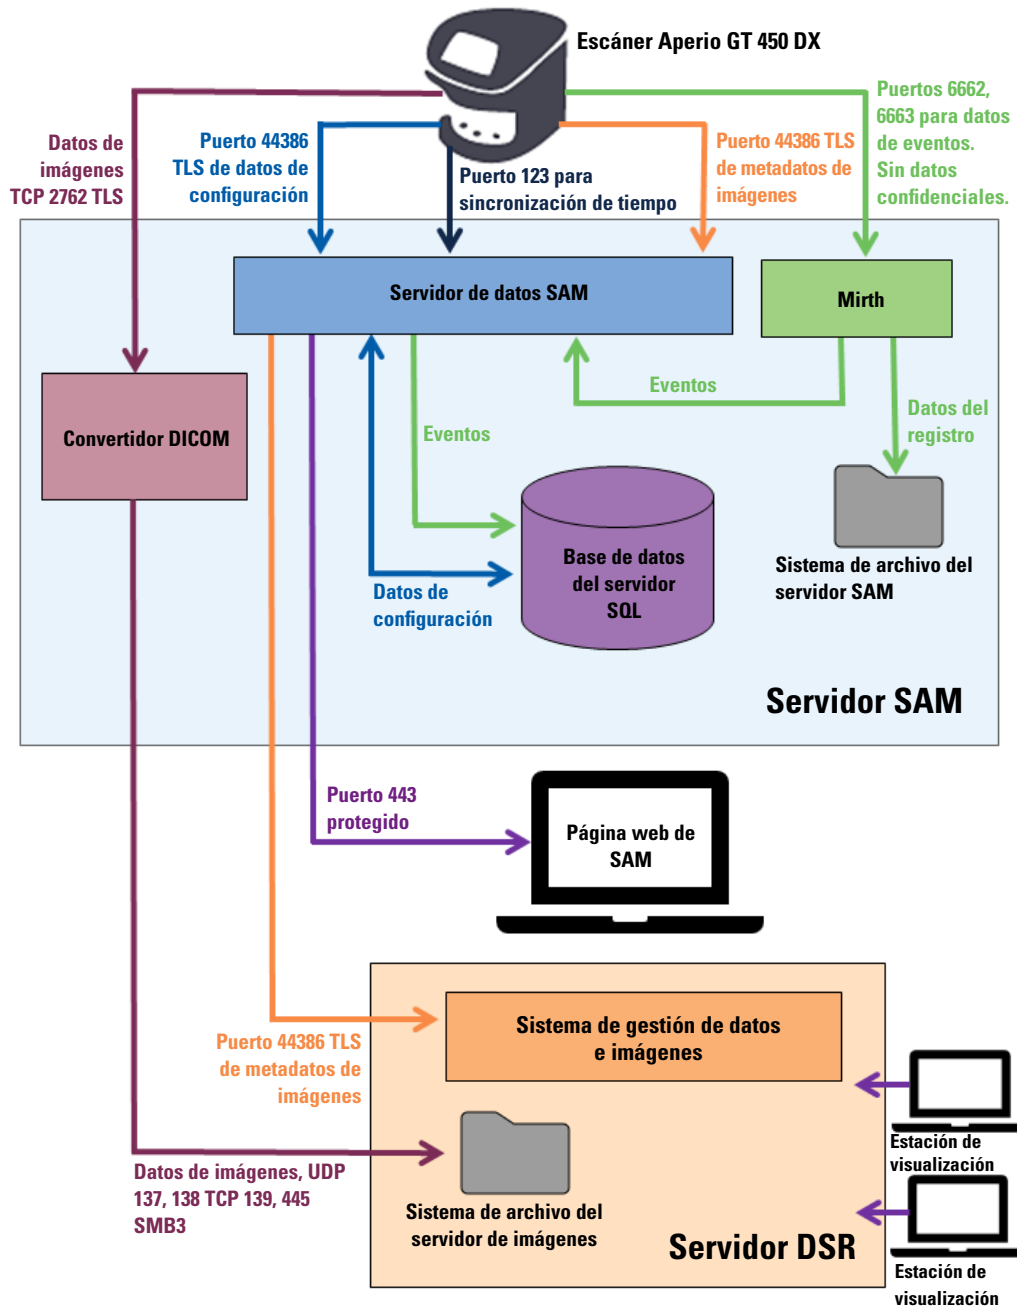 Escáner Aperio GT 450 DX
Datos de
imágenes
TCP 2762 TLS
Puerto 44386
TLS de datos de
configuración
Puerto 123 para
sincronización de tiempo
Puerto 44386 TLS
de metadatos de
imágenes
Puertos 6662,
6663 para datos
de eventos.
Sin datos
confidenciales.
Servidor de datos SAM
Mirth
Convertidor DICOM
Eventos
Eventos
Datos del
registro
Base de datos
del servidor
SQL
Sistema de archivo del
servidor SAM
Datos de
configuración
Servidor SAM
Puerto 443
protegido
Página web de
SAM
Puerto 44386 TLS
de metadatos de
imágenes
Sistema de gestión de datos
e imágenes
Estación de
visualización
Datos de imágenes, UDP
137, 138 TCP 139, 445
SMB3
Sistema de archivo del
servidor de imágenes
Servidor DSR
Estación de
visualización